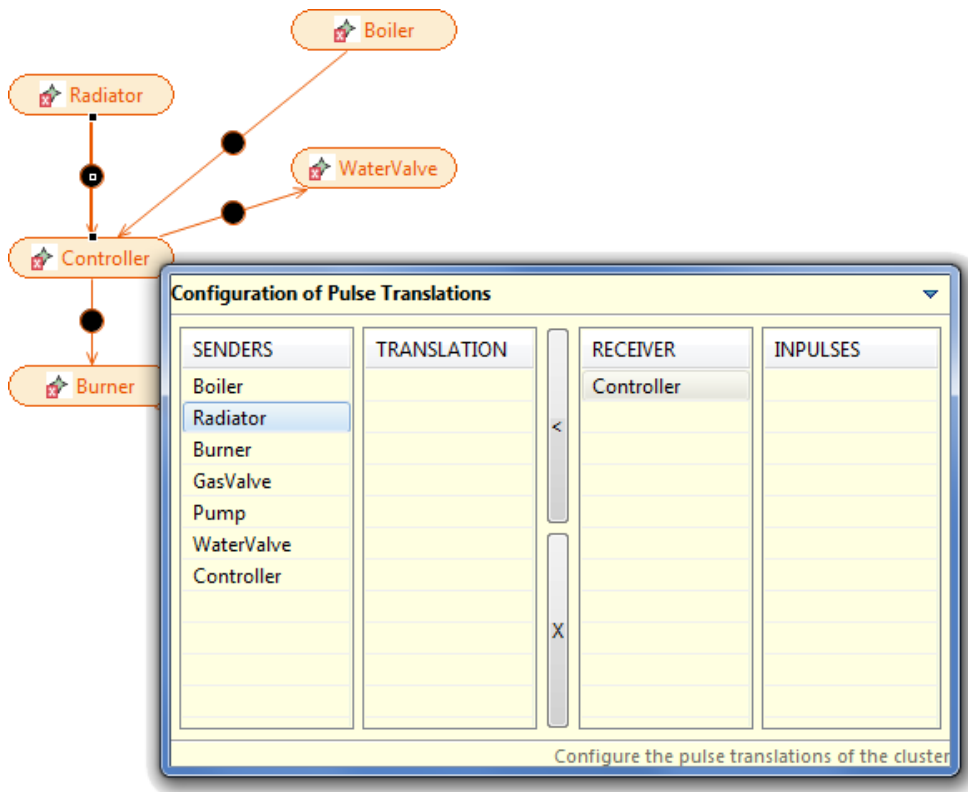 Boiler
Radiator
WaterValve
Controller
Burner
Configuration of Pulse Translations
SENDERS TRANSLATION RECEIVER INPULSES
Boiler Controller
Radiator
<
Burner
GasValve
Pump
WaterValve
Controller
X
Configure the pulse translations of the cluster